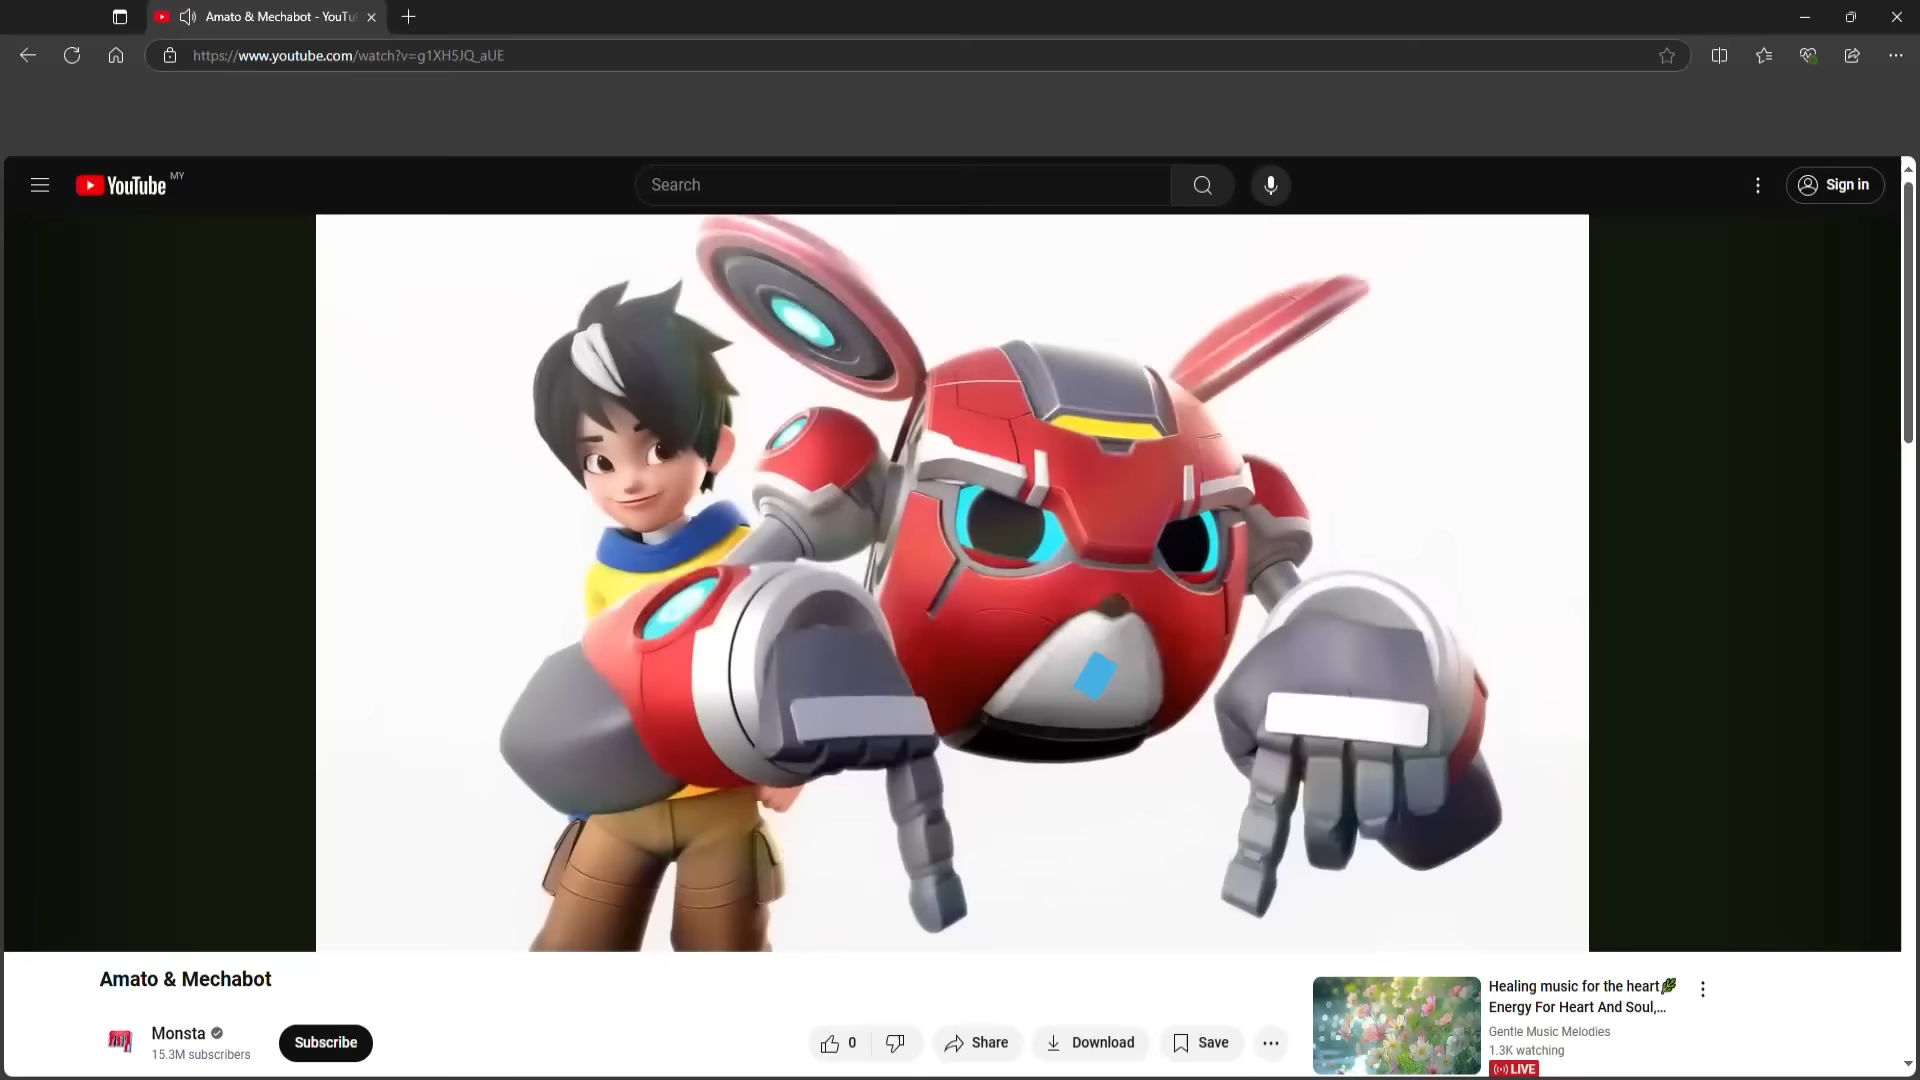 Amato & Mechabot - YouTu
https://www.youtube.com/watch?v=g1XH5JQ_aUE
YouTube MY
Search
Sign in
Amato & Mechabot
Monsta
15.3M subscribers
Subscribe
0
Share
Download
Save
Healing music for the heart
Energy For Heart And Soul,...
Gentle Music Melodies
1.3K watching
LIVE